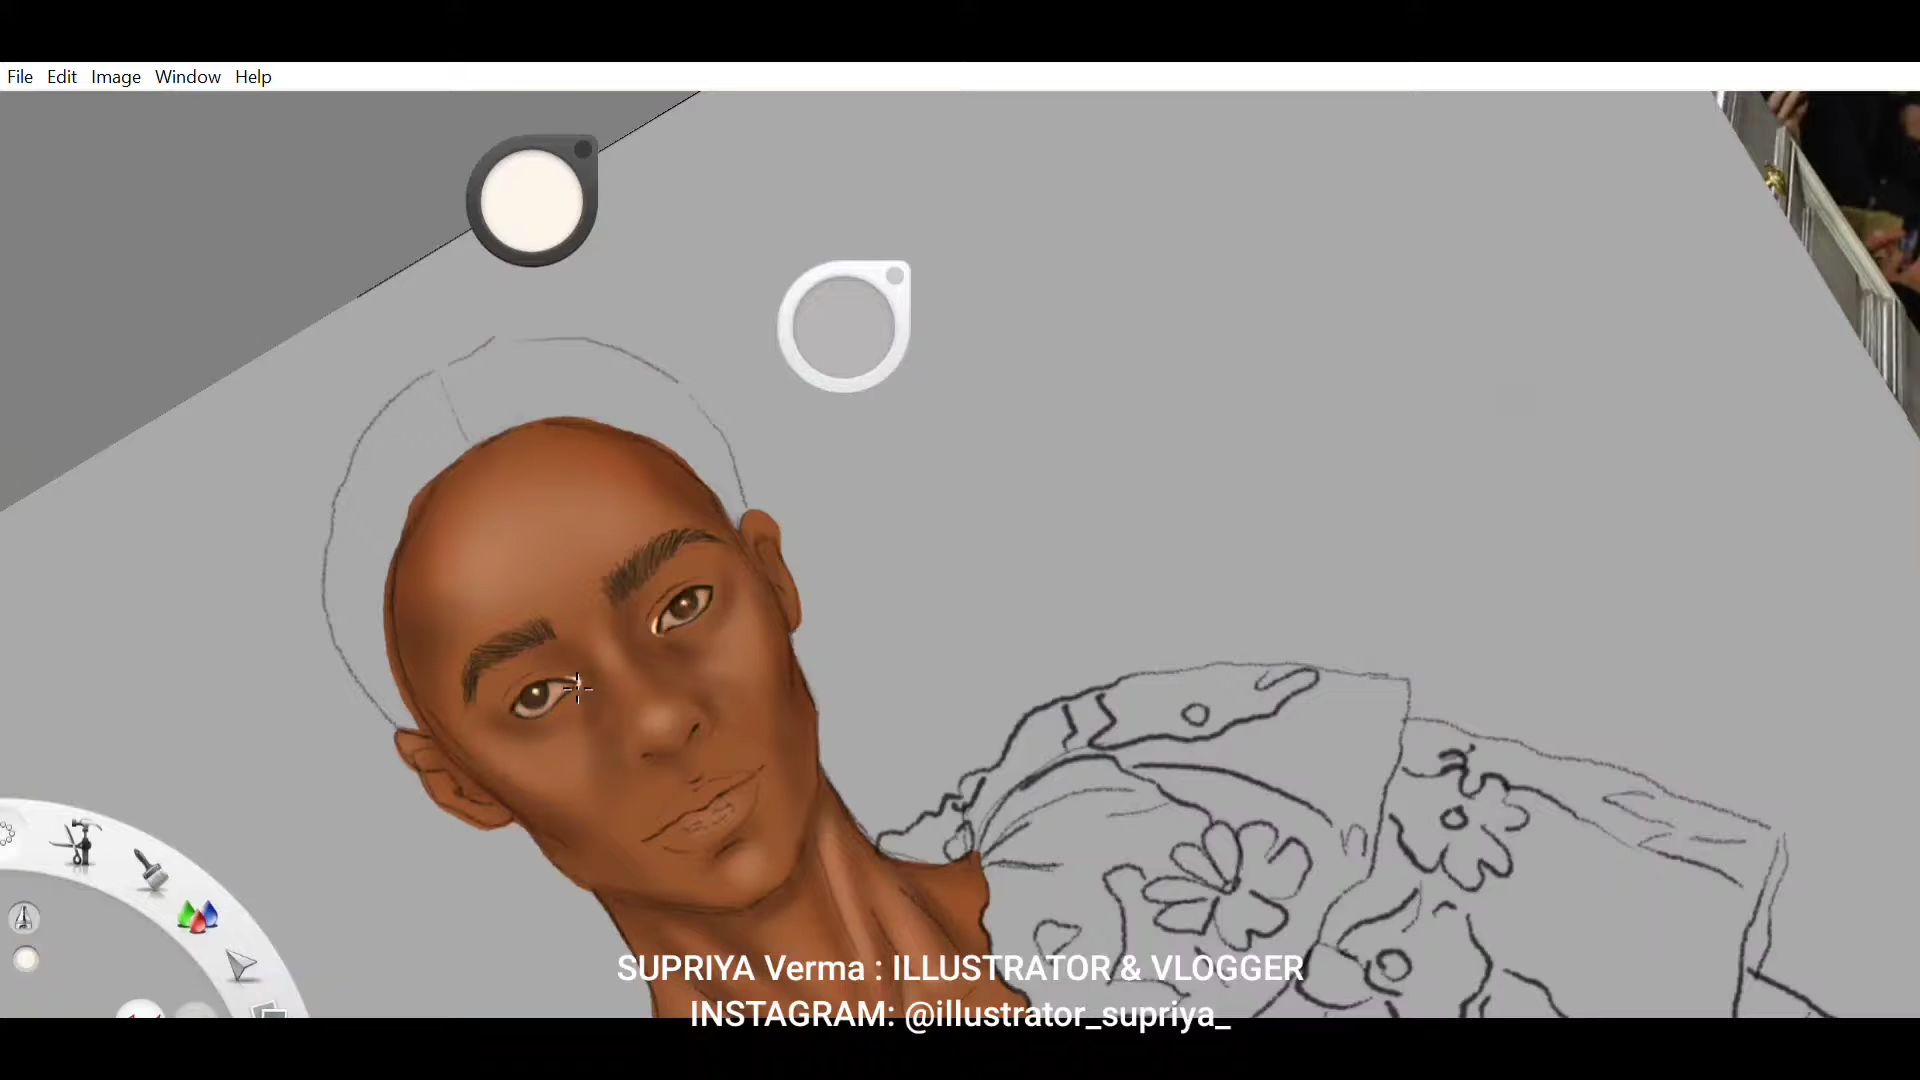 File Edit Image Window Help
SUPRIYA Verma : ILLUSTRATOR & VLOGGER
INSTAGRAM: @illustrator_supriya_